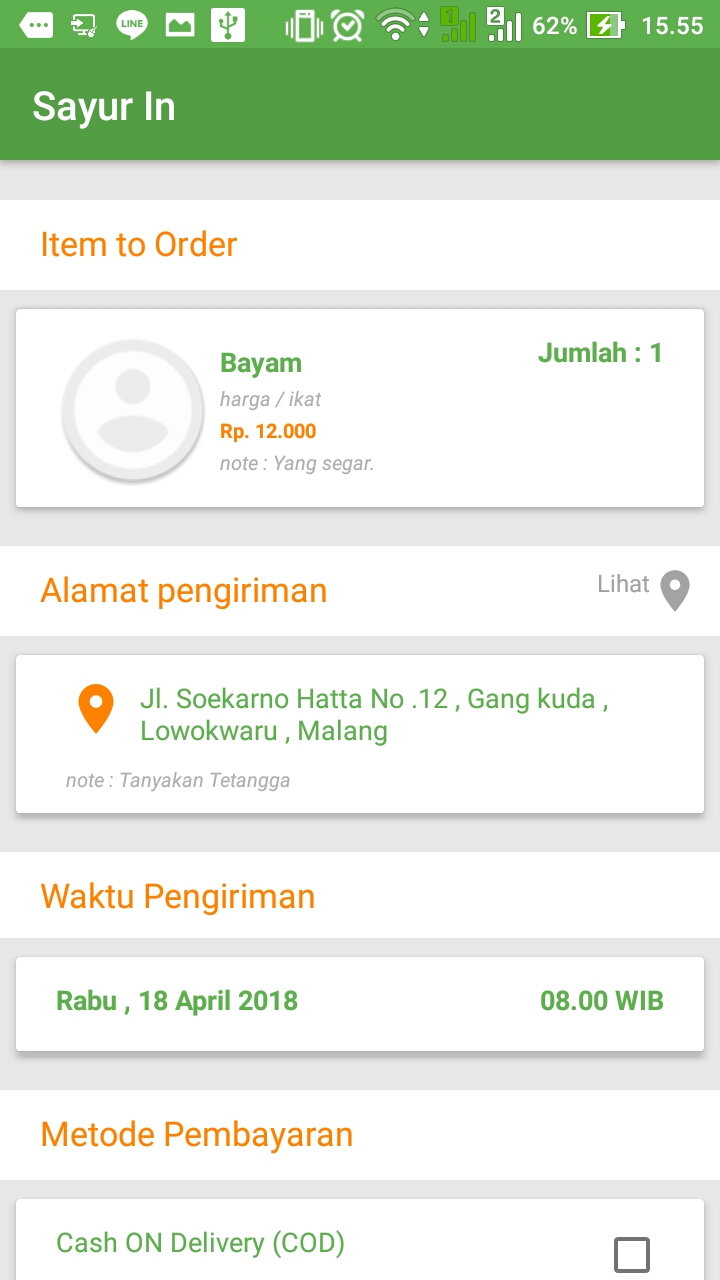 LINE 1 2 62% 15.55
Sayur In
Item to Order
Bayam
Jumlah : 1
harga / ikat
Rp. 12.000
note : Yang segar.
Alamat pengiriman
Lihat
Jl. Soekarno Hatta No .12 , Gang kuda ,
Lowokwaru , Malang
note : Tanyakan Tetangga
Waktu Pengiriman
Rabu , 18 April 2018
08.00 WIB
Metode Pembayaran
Cash ON Delivery (COD)